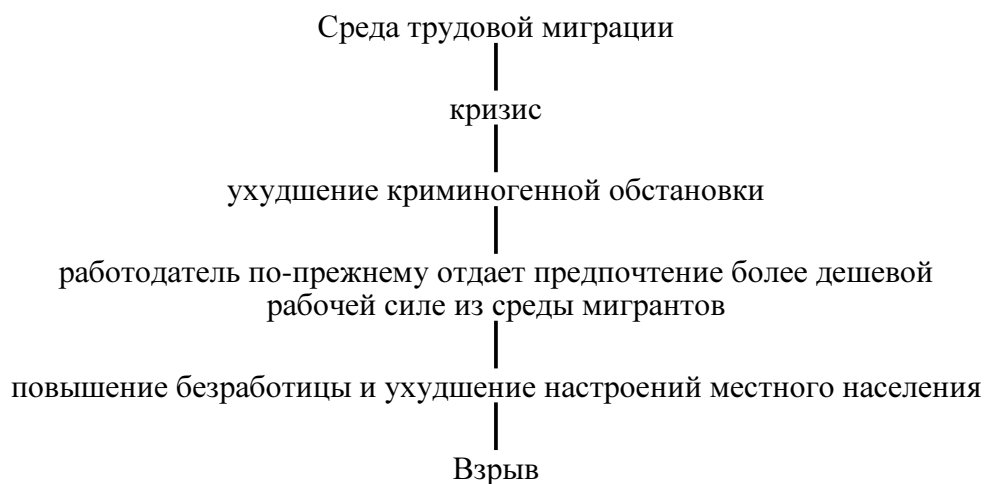 Среда трудовой миграции
кризис
ухудшение криминогенной обстановки
работодатель по-прежнему отдает предпочтение более дешевой
рабочей силе из среды мигрантов
повышение безработицы и ухудшение настроений местного населения
Взрыв